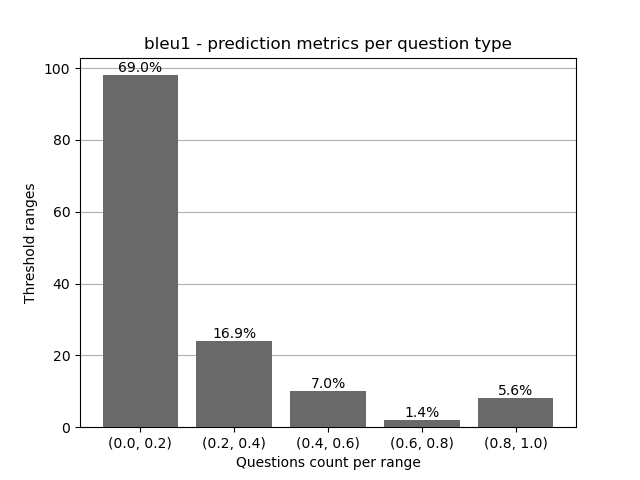 bleu1 - prediction metrics per question type
100
80
60
40
20
0
Threshold ranges
69.0%
16.9%
7.0%
1.4%
5.6%
(0.0, 0.2) (0.2, 0.4) (0.4, 0.6) (0.6, 0.8) (0.8, 1.0)
Questions count per range